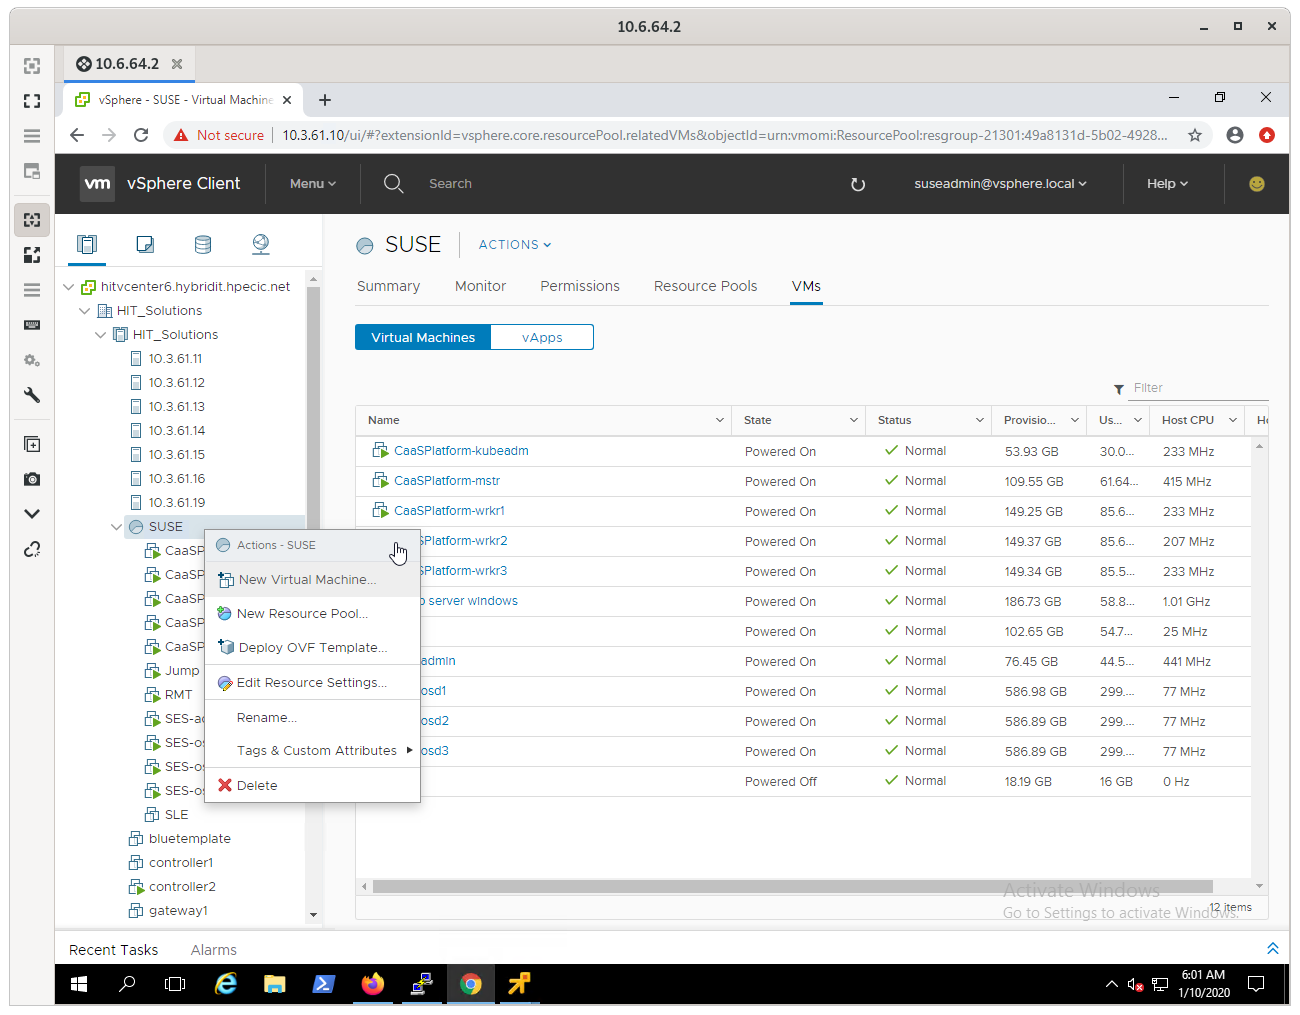 10.6.64.2
10.6.64.2
vSphere - SUSE - Virtual Machine
Not secure 10.3.61.10/ui/#?extensionId=vsphere.core.resourcePool.relatedVMs&objectId=urn:vmomi:ResourcePool:resgroup-21301:49a8131d-5b02-4928...
vm vSphere Client Menu Search suseadmin@vsphere.local Help
SUSE ACTIONS
Summary Monitor Permissions Resource Pools VMs
Virtual Machines vApps
Filter
hitvcenter6.hybridit.hpecic.net
HIT_Solutions
HIT_Solutions
10.3.61.11
10.3.61.12
10.3.61.13
10.3.61.14
10.3.61.15
10.3.61.16
10.3.61.19
SUSE
CaaSP
CaaSP
CaaSP
CaaSP
CaaSP
Jump
RMT
SES-ad
SES-os
SES-os
SES-os
SLE
bluetemplate
controller1
controller2
gateway1
Actions - SUSE
New Virtual Machine...
New Resource Pool...
Deploy OVF Template...
Edit Resource Settings...
Rename...
Tags & Custom Attributes
Delete
Name State Status Provisio... Us... Host CPU Ho
CaaSPlatform-kubeadm Powered On Normal 53.93 GB 30.0... 233 MHz
CaaSPlatform-mstr Powered On Normal 109.55 GB 61.64... 415 MHz
CaaSPlatform-wrkr1 Powered On Normal 149.25 GB 85.6... 233 MHz
SPlatform-wrkr2 Powered On Normal 149.37 GB 85.6... 207 MHz
SPlatform-wrkr3 Powered On Normal 149.34 GB 85.5... 233 MHz
p server windows Powered On Normal 186.73 GB 58.8... 1.01 GHz
Powered On Normal 102.65 GB 54.7... 25 MHz
admin Powered On Normal 76.45 GB 44.5... 441 MHz
osd1 Powered On Normal 586.98 GB 299.... 77 MHz
osd2 Powered On Normal 586.89 GB 299.... 77 MHz
osd3 Powered On Normal 586.89 GB 299.... 77 MHz
Powered Off Normal 18.19 GB 16 GB 0 Hz
Activate Windows
Go to Settings to activate Windows.
12 items
Recent Tasks Alarms
6:01 AM
1/10/2020